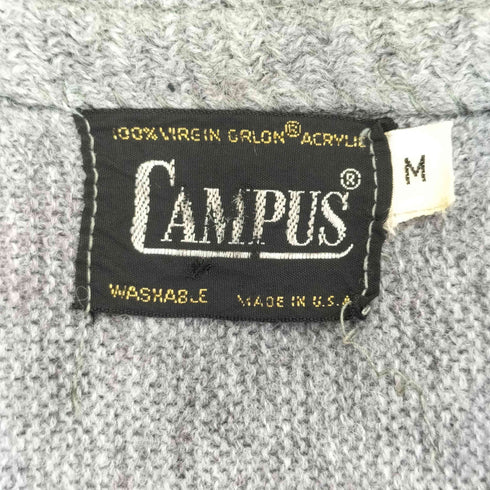 100% VIRGIN ORLON® ACRYLIC
CAMPUS®
WASHABLE MADE IN U.S.A
M